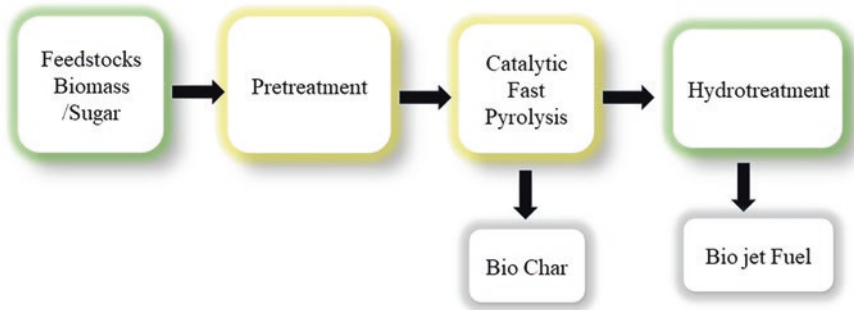 Feedstocks
Biomass
/Sugar
Pretreatment
Catalytic
Fast
Pyrolysis
Hydrotreatment
Bio Char
Bio jet Fuel